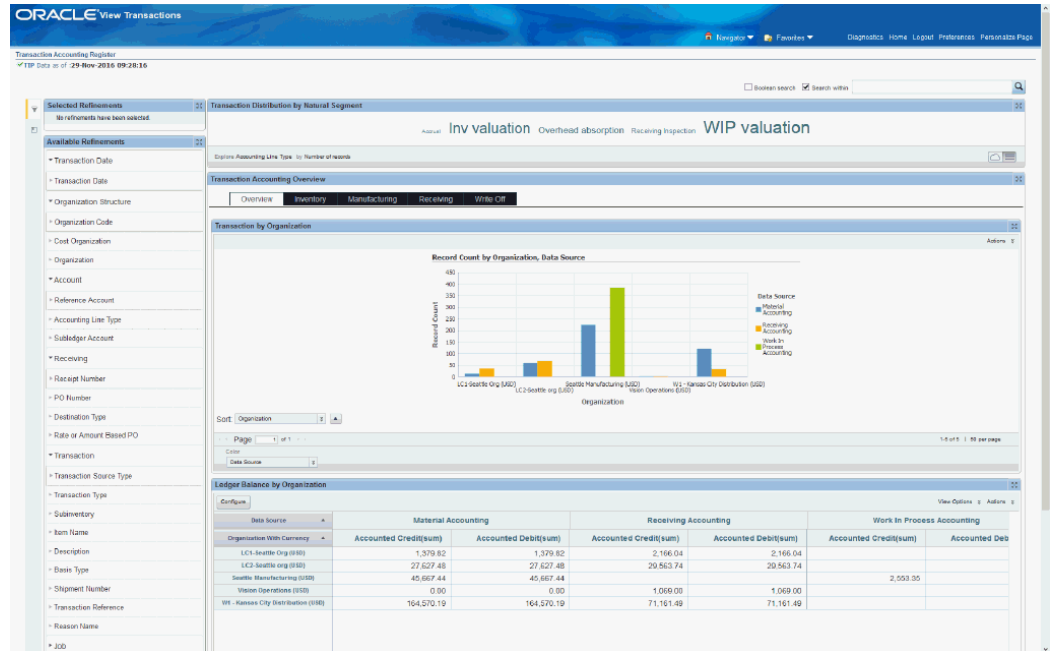 ORACLE View Transactions
Navigator Favorites Diagnostics Home Logout Preferences Personalize Page
Transaction Accounting Register
TIP Data as of :29-Nov-2016 09:28:16
Boolean search Search within
Selected Refinements
No refinements have been selected.
Available Refinements
Transaction Date
Transaction Date
Organization Structure
Organization Code
Cost Organization
Organization
Account
Reference Account
Accounting Line Type
Subledger Account
Receiving
Receipt Number
PO Number
Destination Type
Rate or Amount Based PO
Transaction
Transaction Source Type
Transaction Type
Subinventory
Item Name
Description
Basis Type
Shipment Number
Transaction Reference
Reason Name
Job
Transaction Distribution by Natural Segment
Accrual Inv valuation Overhead absorption Receiving Inspection WIP valuation
Explore Accounting Line Type by Number of records
Transaction Accounting Overview
Overview Inventory Manufacturing Receiving Write Off
Transaction by Organization
Actions
Record Count by Organization, Data Source
450
400
350
300
250
200
150
100
50
0
Record Count
LC1-Seattle Org (USD)
LC2-Seattle org (USD)
Seattle Manufacturing (USD)
Vision Operations (USD)
W1 - Kansas City Distribution (USD)
Organization
Data Source
Material Accounting
Receiving Accounting
Work In Process Accounting
Sort: Organization
Page 1 of 1
1-5 of 5 | 50 per page
Color
Data Source
Ledger Balance by Organization
Configure View Options Actions
Data Source Material Accounting Receiving Accounting Work In Process Accounting
Organization With Currency Accounted Credit(sum) Accounted Debit(sum) Accounted Credit(sum) Accounted Debit(sum) Accounted Credit(sum) Accounted Deb
LC1-Seattle Org (USD) 1,379.82 1,379.82 2,166.04 2,166.04
LC2-Seattle org (USD) 27,627.48 27,627.48 29,563.74 29,563.74
Seattle Manufacturing (USD) 45,667.44 45,667.44 2,553.35
Vision Operations (USD) 0.00 0.00 1,069.00 1,069.00
W1 - Kansas City Distribution (USD) 164,570.19 164,570.19 71,161.49 71,161.49